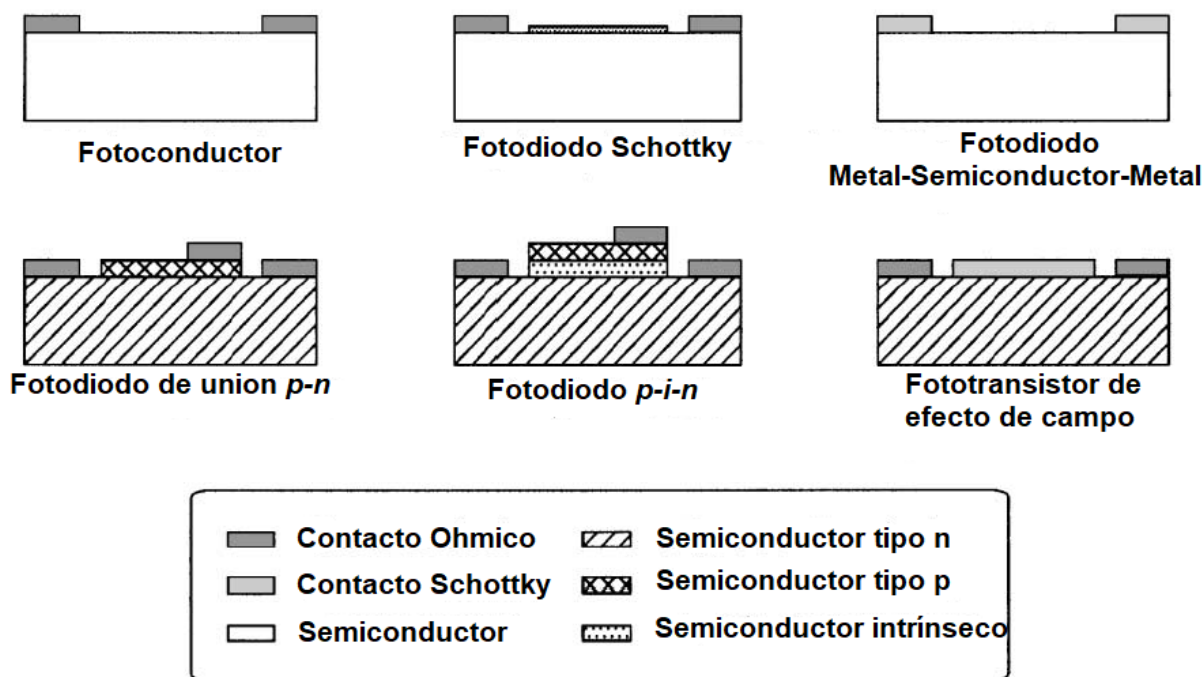 Fotoconductor
Fotodiodo Schottky
Fotodiodo
Metal-Semiconductor-Metal
Fotodiodo de union p-n
Fotodiodo p-i-n
Fototransistor de
efecto de campo
Contacto Ohmico
Semiconductor tipo n
Contacto Schottky
Semiconductor tipo p
Semiconductor
Semiconductor intrínseco